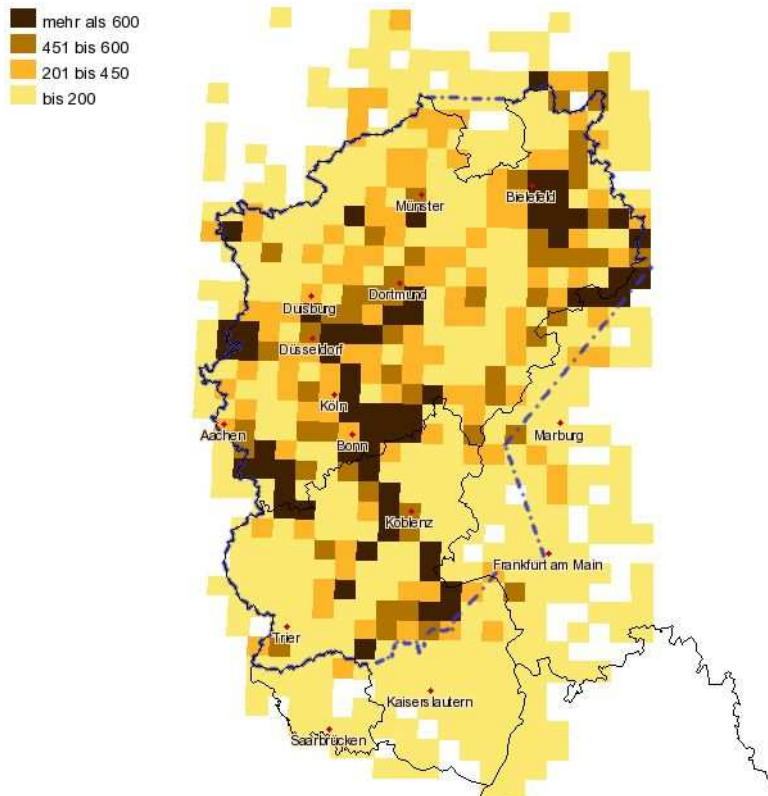 mehr als 600
451 bis 600
201 bis 450
bis 200
Münster
Bielefeld
Dortmund
Duisburg
Düsseldorf
Köln
Aachen
Bonn
Marburg
Koblenz
Frankfurt am Main
Trier
Kaiserslautern
Saarbrücken